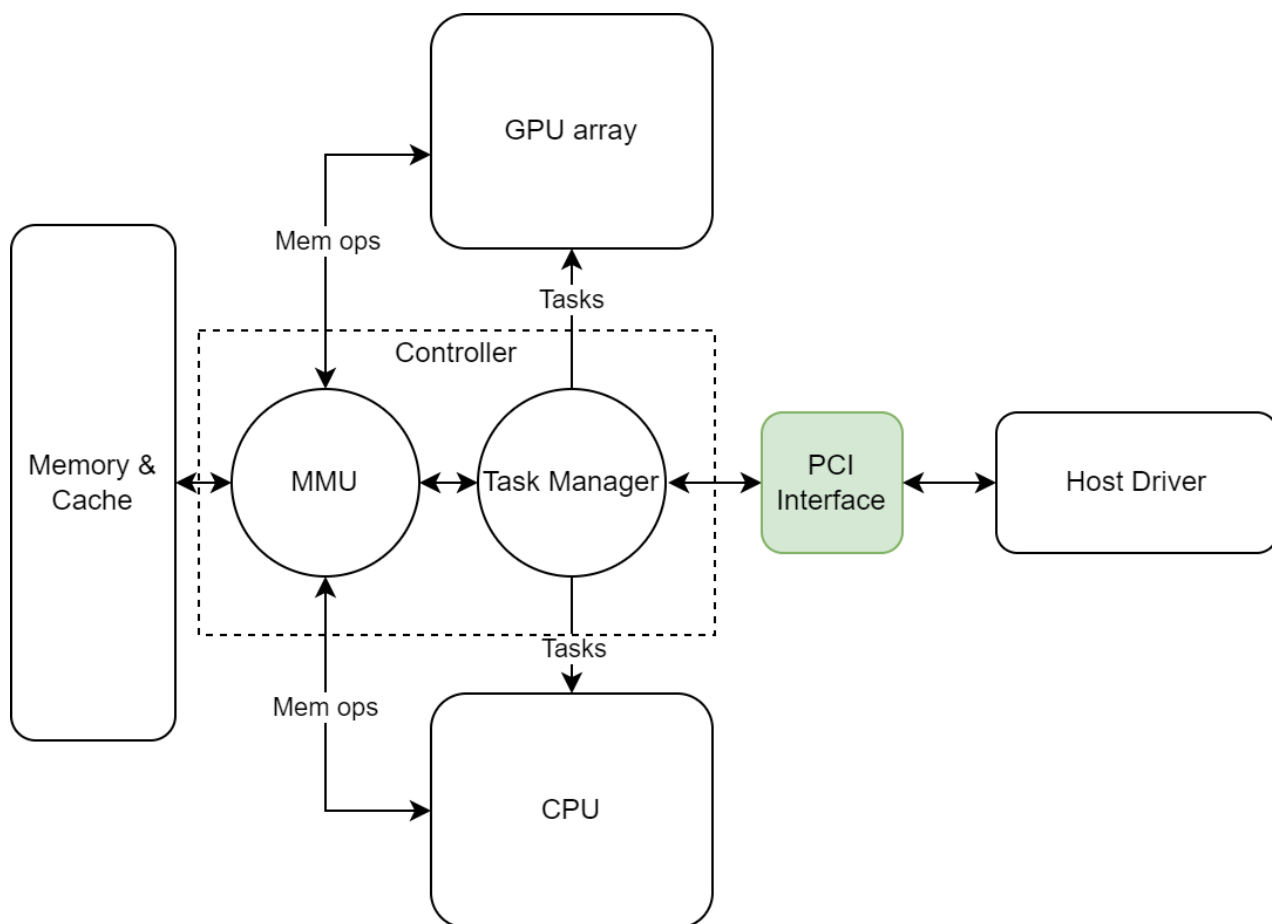 GPU array
Mem ops
Tasks
Controller
Memory &
Cache
MMU
Task Manager
PCI
Interface
Host Driver
Tasks
Mem ops
CPU